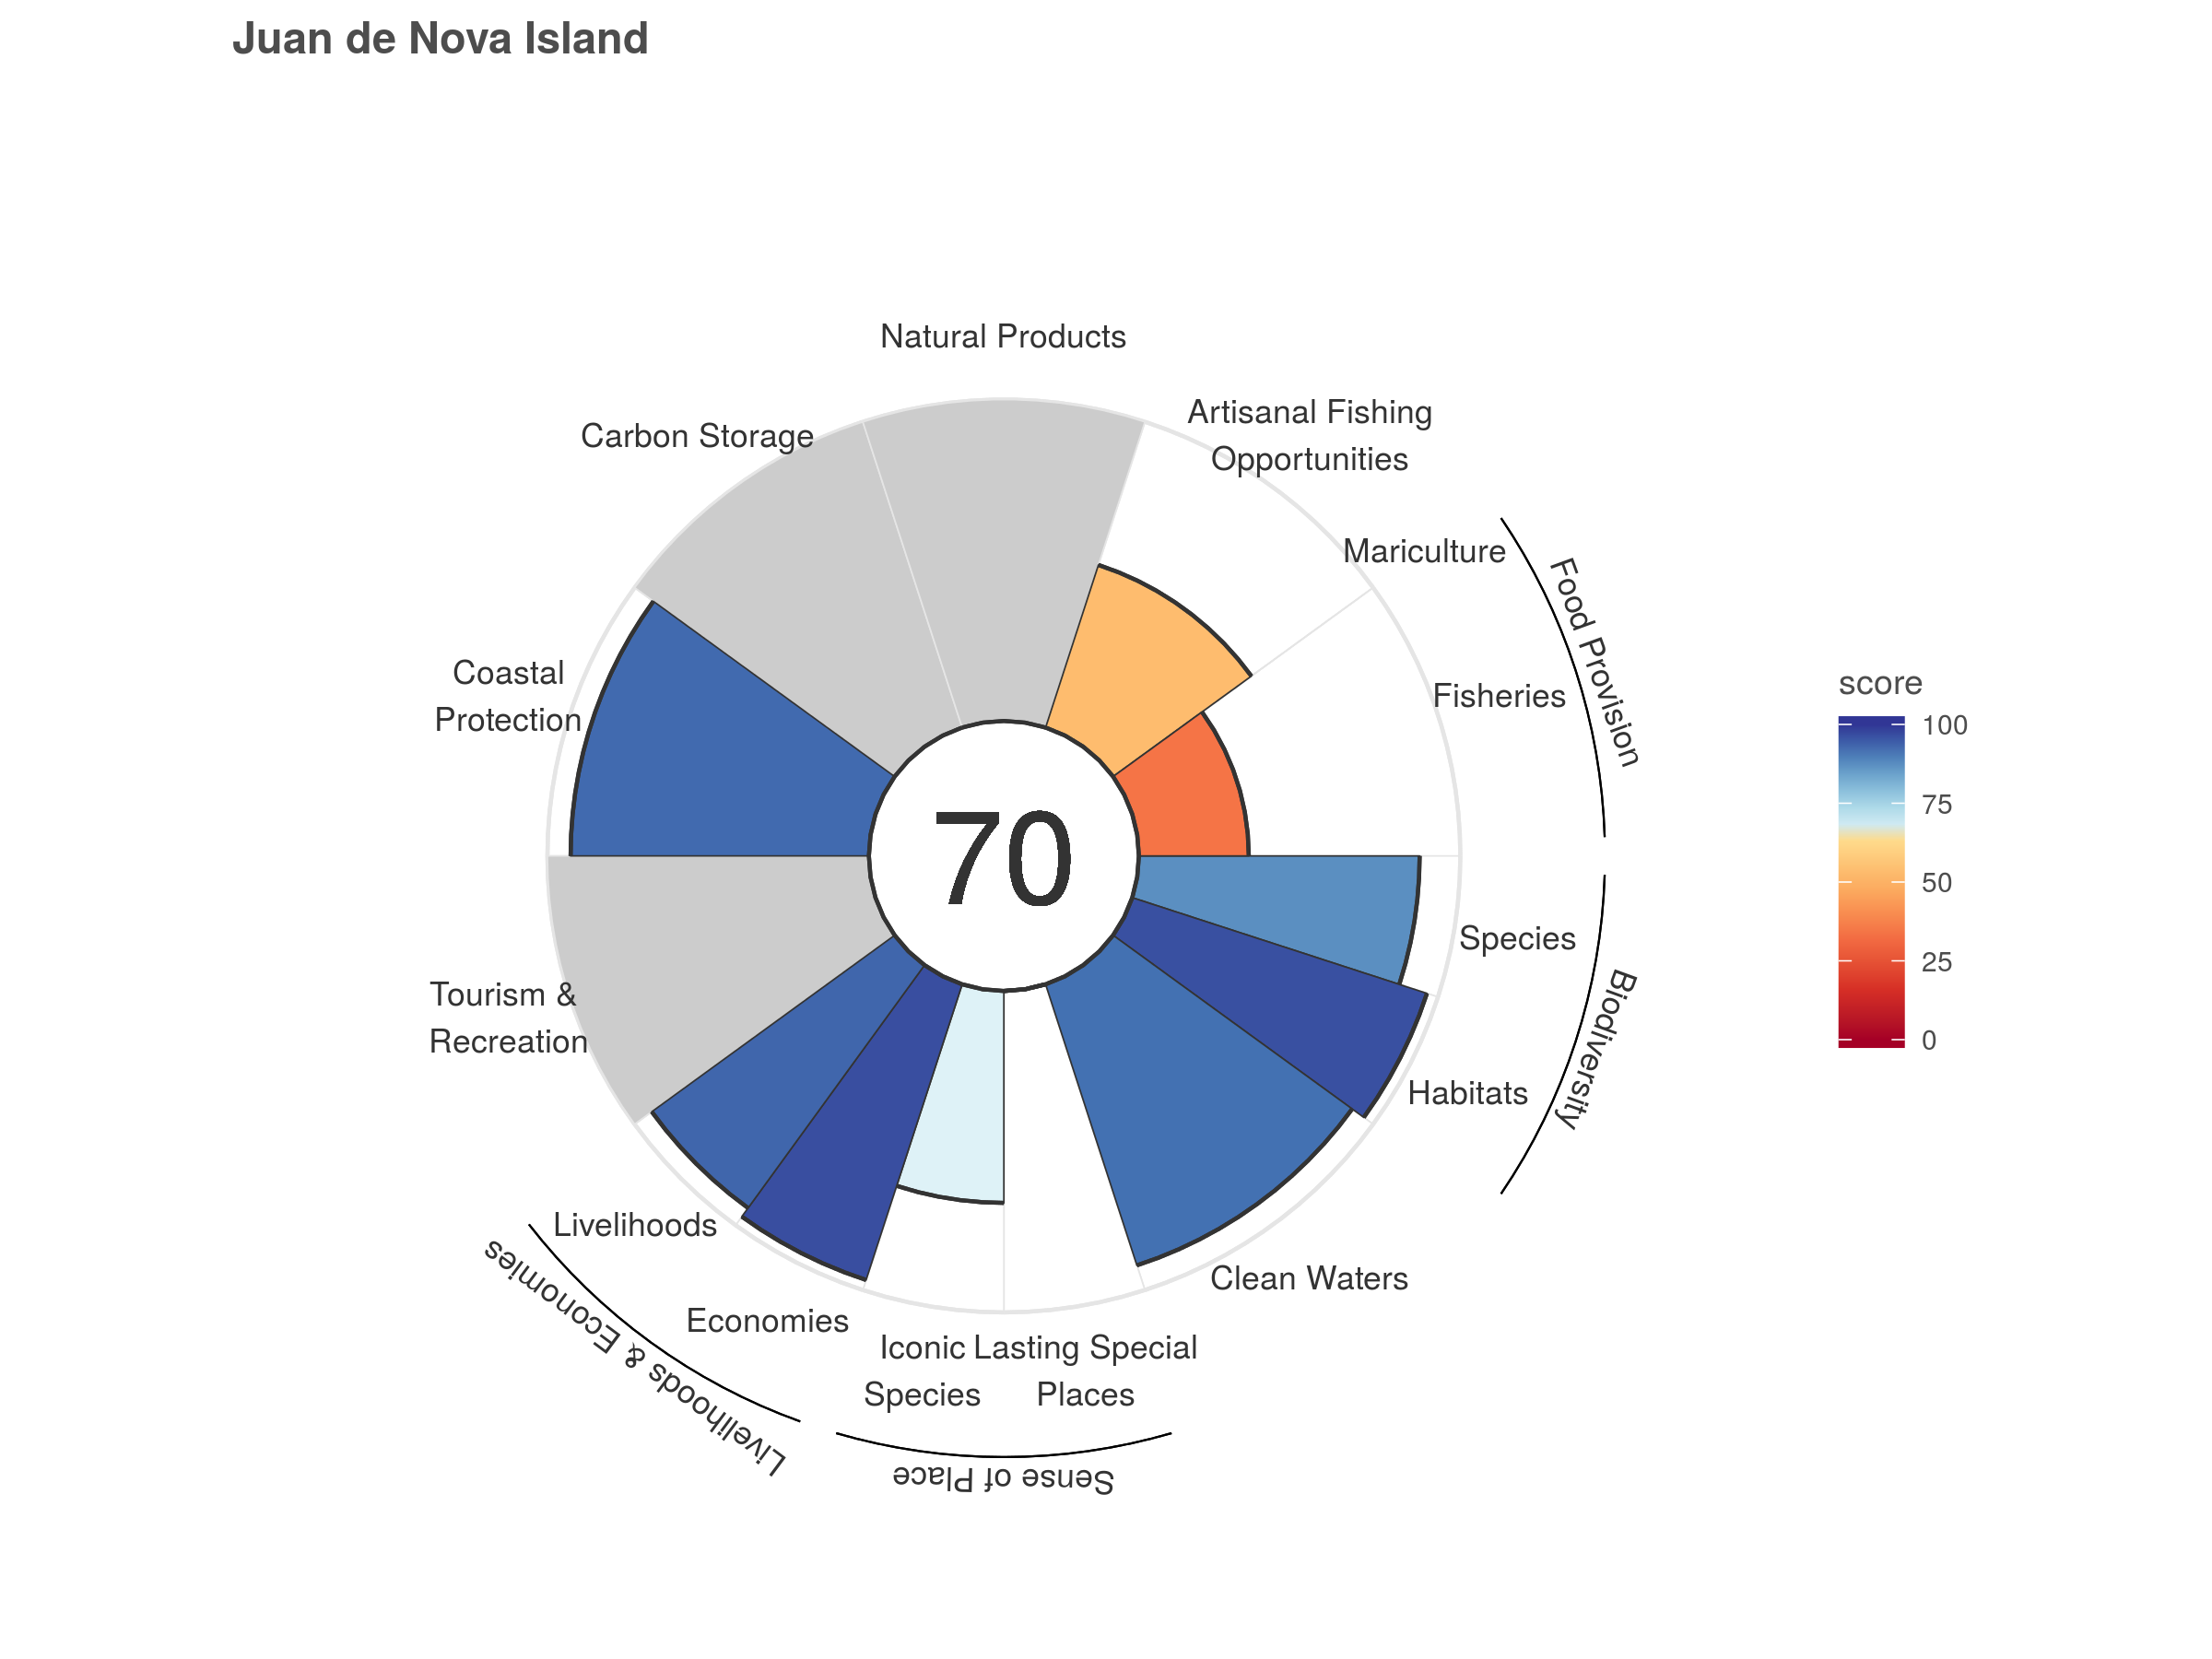 Juan de Nova Island
Natural Products
Artisanal Fishing
Opportunities
Carbon Storage
Mariculture
Food Provision
Fisheries
Coastal
Protection
70
score
100
75
50
25
0
Species
Biodiversity
Habitats
Tourism &
Recreation
Livelihoods
Livelihoods & Economies
Clean Waters
Economies
Iconic
Species
Lasting Special
Places
Sense of Place